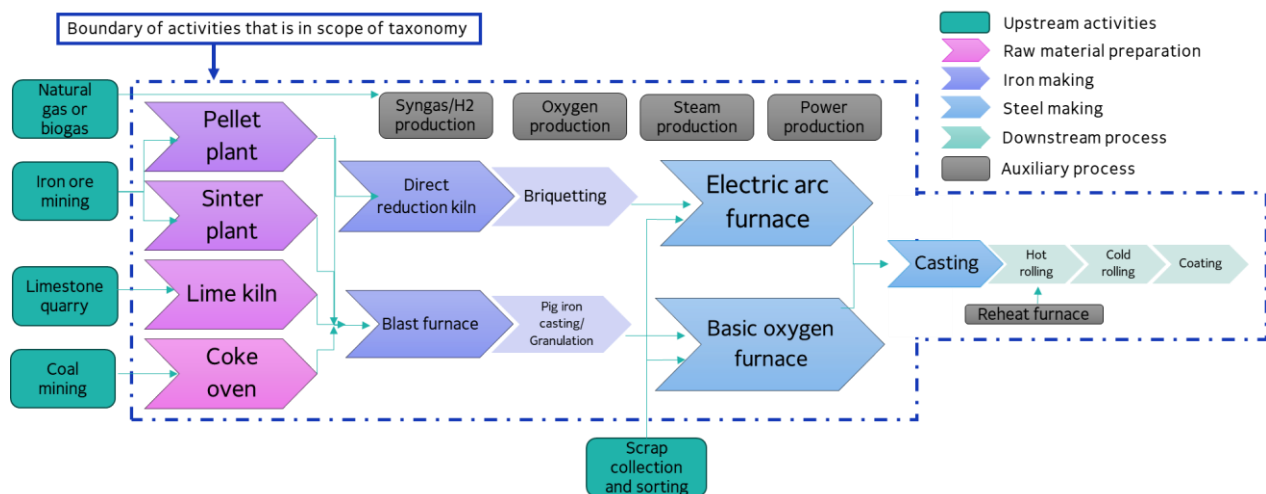 Boundary of activities that is in scope of taxonomy
Upstream activities
Raw material preparation
Iron making
Steel making
Downstream process
Auxiliary process
Natural
gas or
biogas
Iron ore
mining
Limestone
quarry
Coal
mining
Pellet
plant
Sinter
plant
Lime kiln
Coke
oven
Syngas/H2
production
Oxygen
production
Steam
production
Power
production
Direct
reduction kiln
Briquetting
Electric arc
furnace
Blast furnace
Pig iron
casting/
Granulation
Basic oxygen
furnace
Casting
Hot
rolling
Cold
rolling
Coating
Reheat furnace
Scrap
collection
and sorting